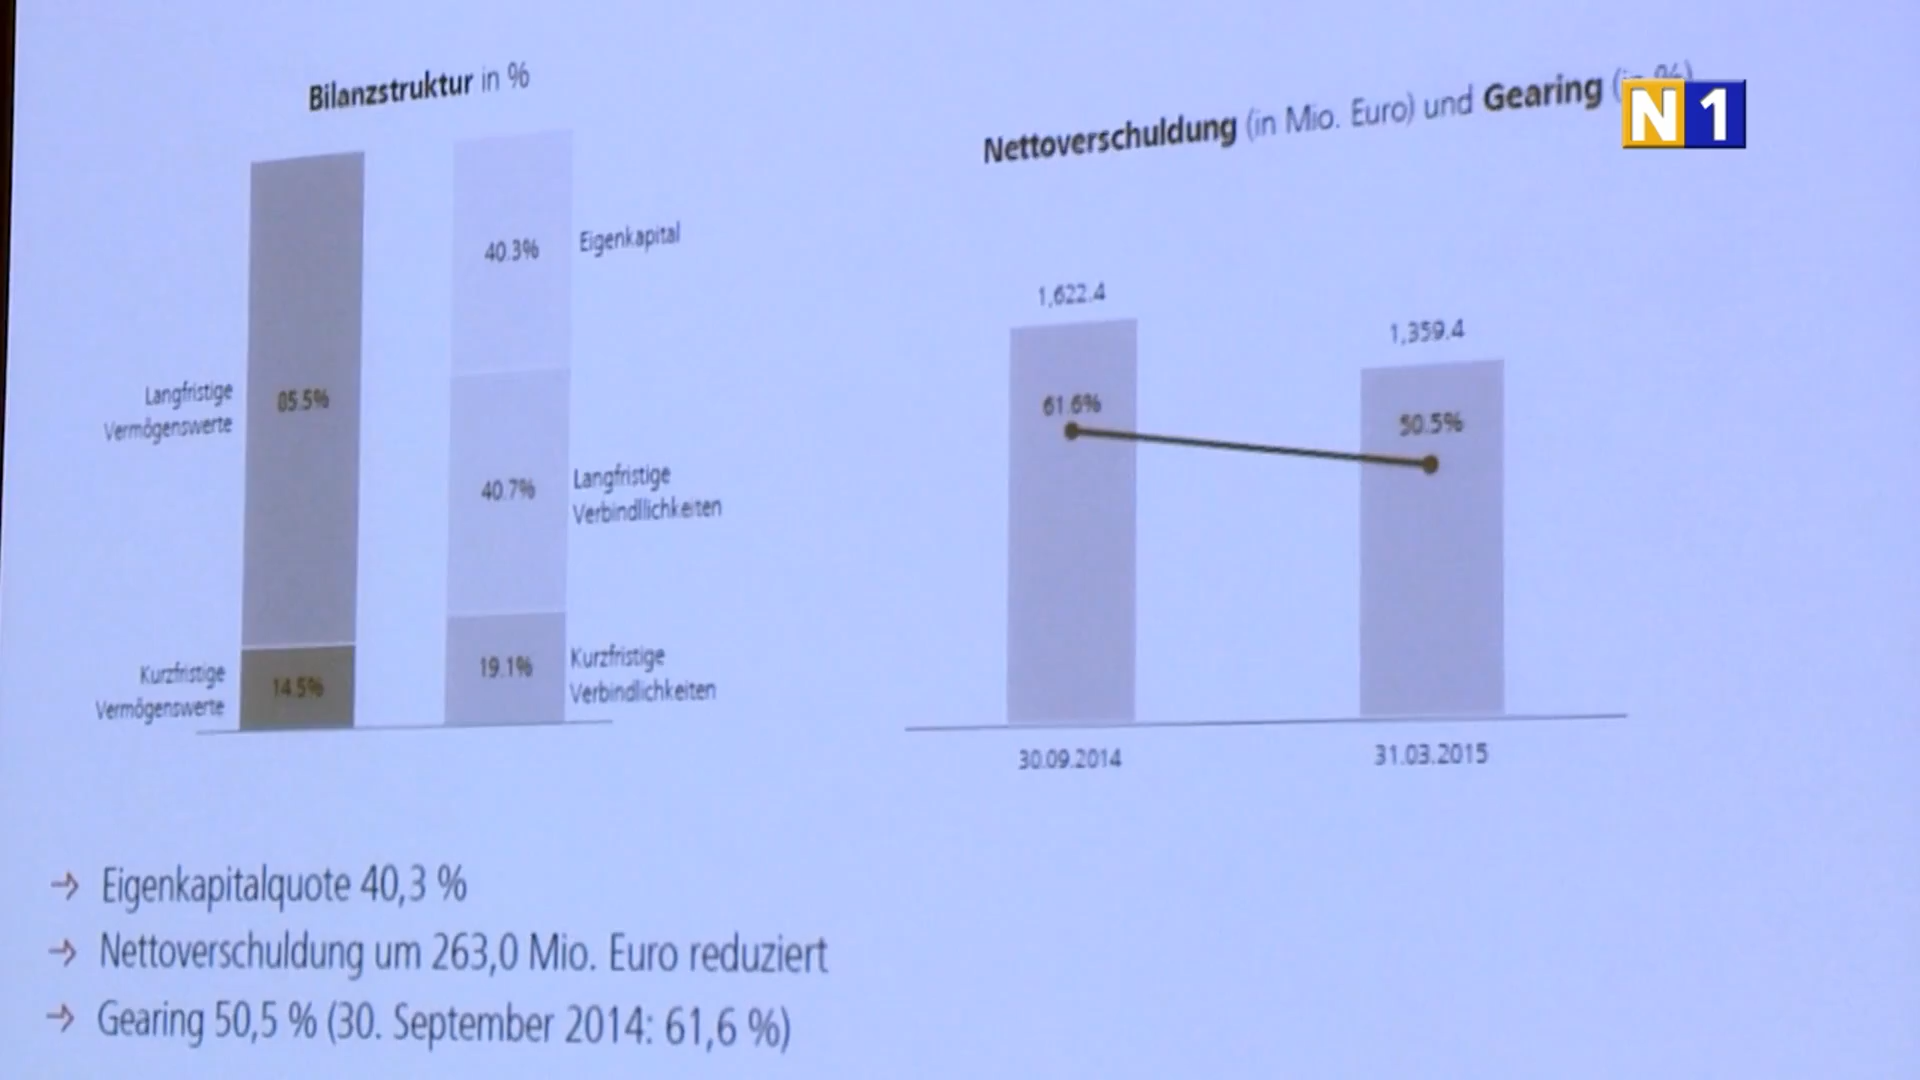 Bilanzstruktur in %
40.3%
Eigenkapital
Langfristige
Vermögenswerte
85.5%
40.7%
Langfristige
Verbindllichkeiten
Kurzfristige
Vermögenswerte
14.5%
19.1%
Kurzfristige
Verbindlichkeiten
Nettoverschuldung (in Mio. Euro) und Gearing (in %)
N1
1,622.4
1,359.4
61.6%
50.5%
30.09.2014
31.03.2015
→ Eigenkapitalquote 40,3 %
→ Nettoverschuldung um 263,0 Mio. Euro reduziert
→ Gearing 50,5 % (30. September 2014: 61,6 %)